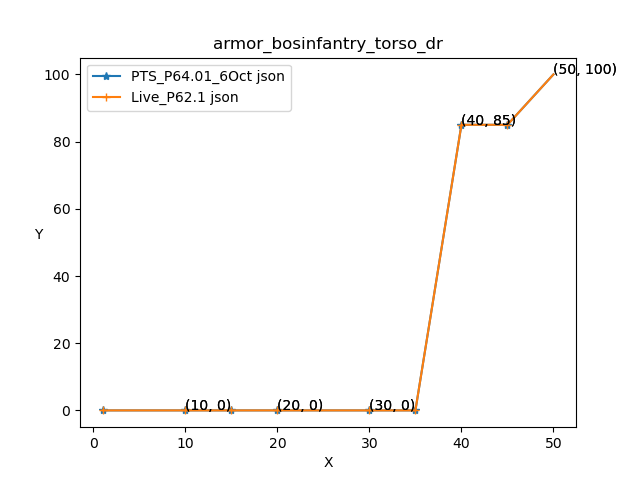 armor_bosinfantry_torso_dr
PTS_P64.01_6Oct json
Live_P62.1 json
(50, 100)
100
(40, 85)
80
60
Y
40
20
(10, 0) (20, 0) (30, 0)
0
0 10 20 30 40 50
X